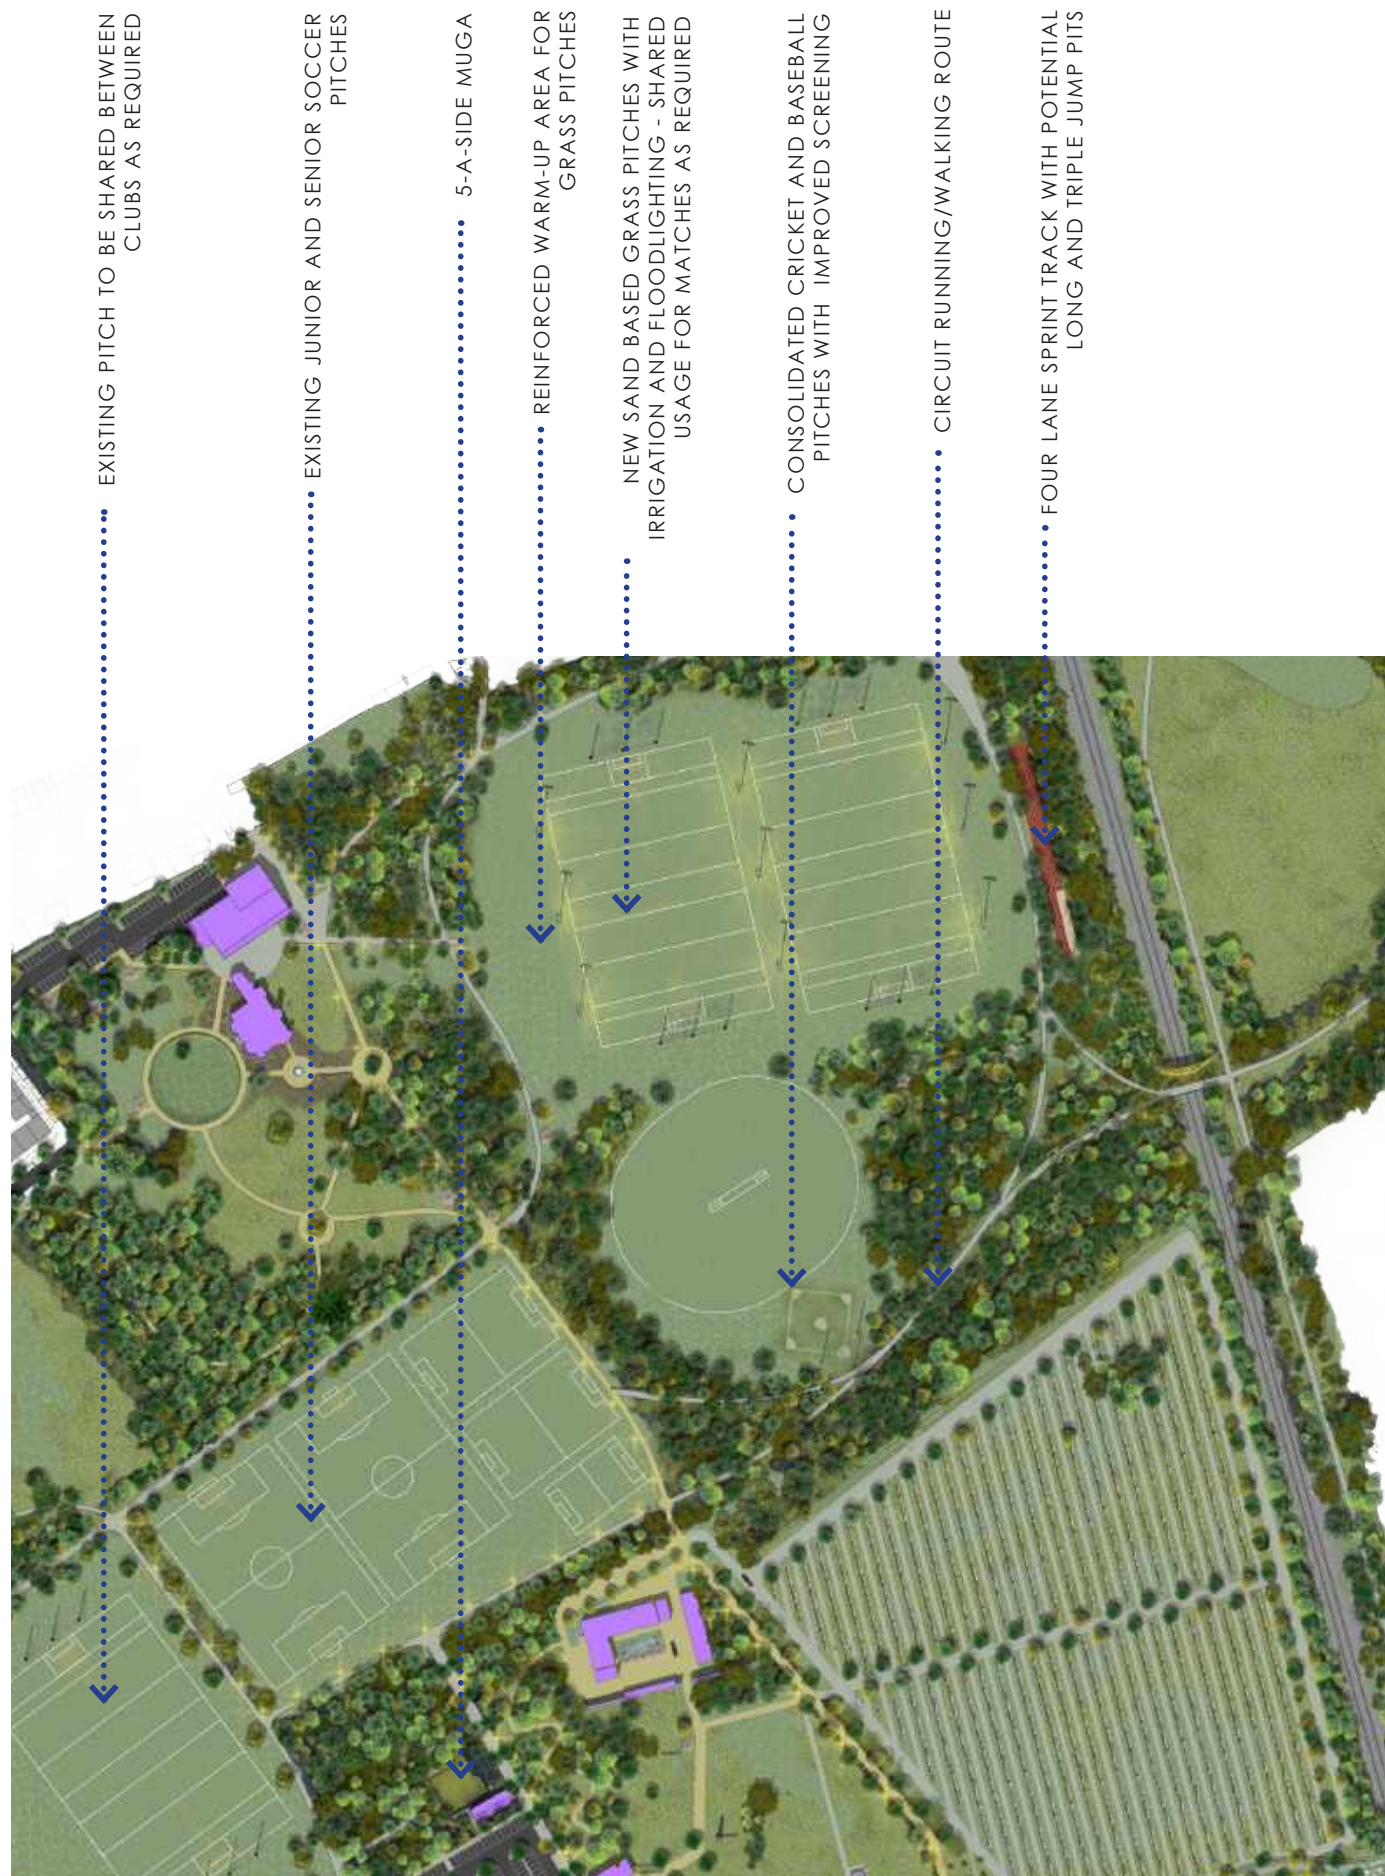 EXISTING PITCH TO BE SHARED BETWEEN
CLUBS AS REQUIRED
EXISTING JUNIOR AND SENIOR SOCCER
PITCHES
5-A-SIDE MUGA
REINFORCED WARM-UP AREA FOR
GRASS PITCHES
NEW SAND BASED GRASS PITCHES WITH
IRRIGATION AND FLOODLIGHTING - SHARED
USAGE FOR MATCHES AS REQUIRED
CONSOLIDATED CRICKET AND BASEBALL
PITCHES WITH IMPROVED SCREENING
CIRCUIT RUNNING/WALKING ROUTE
FOUR LANE SPRINT TRACK WITH POTENTIAL
LONG AND TRIPLE JUMP PITS